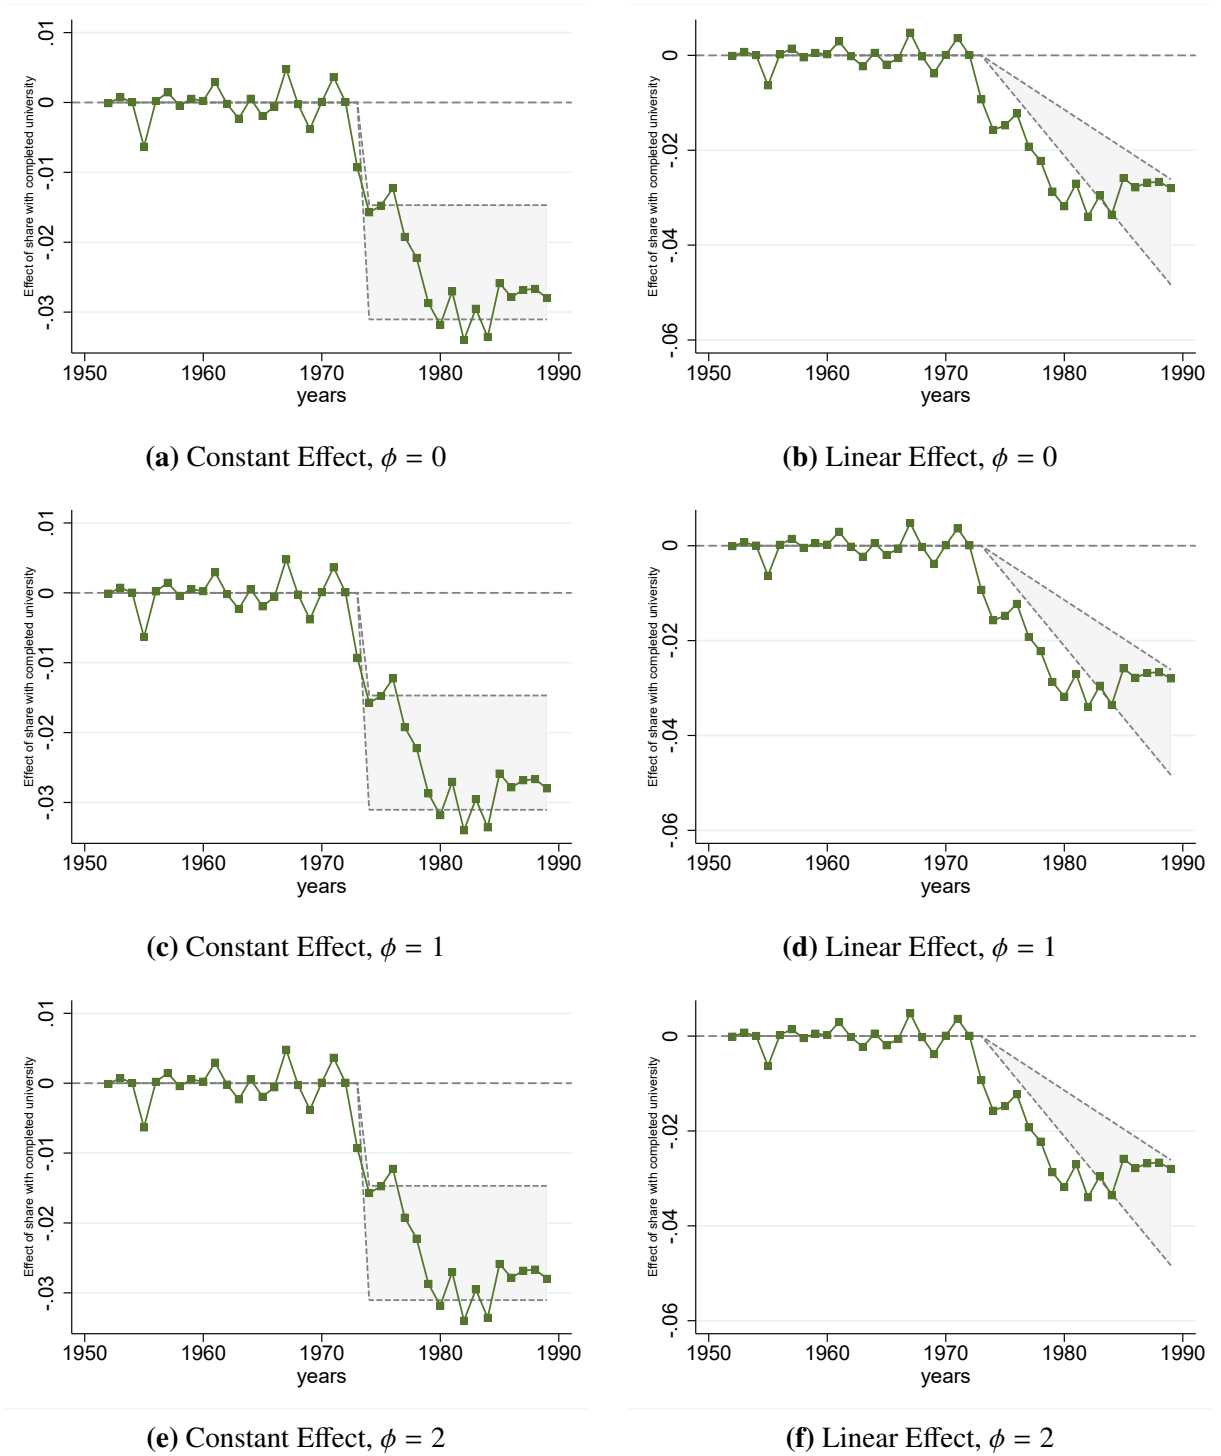 Effect of share with completed university
.01
0
-.01
-.02
-.03
1950 1960 1970 1980 1990
years
(a) Constant Effect, ϕ = 0
Effect of share with completed university
0
-.02
-.04
-.06
1950 1960 1970 1980 1990
years
(b) Linear Effect, ϕ = 0
Effect of share with completed university
.01
0
-.01
-.02
-.03
1950 1960 1970 1980 1990
years
(c) Constant Effect, ϕ = 1
Effect of share with completed university
0
-.02
-.04
-.06
1950 1960 1970 1980 1990
years
(d) Linear Effect, ϕ = 1
Effect of share with completed university
.01
0
-.01
-.02
-.03
1950 1960 1970 1980 1990
years
(e) Constant Effect, ϕ = 2
Effect of share with completed university
0
-.02
-.04
-.06
1950 1960 1970 1980 1990
years
(f) Linear Effect, ϕ = 2